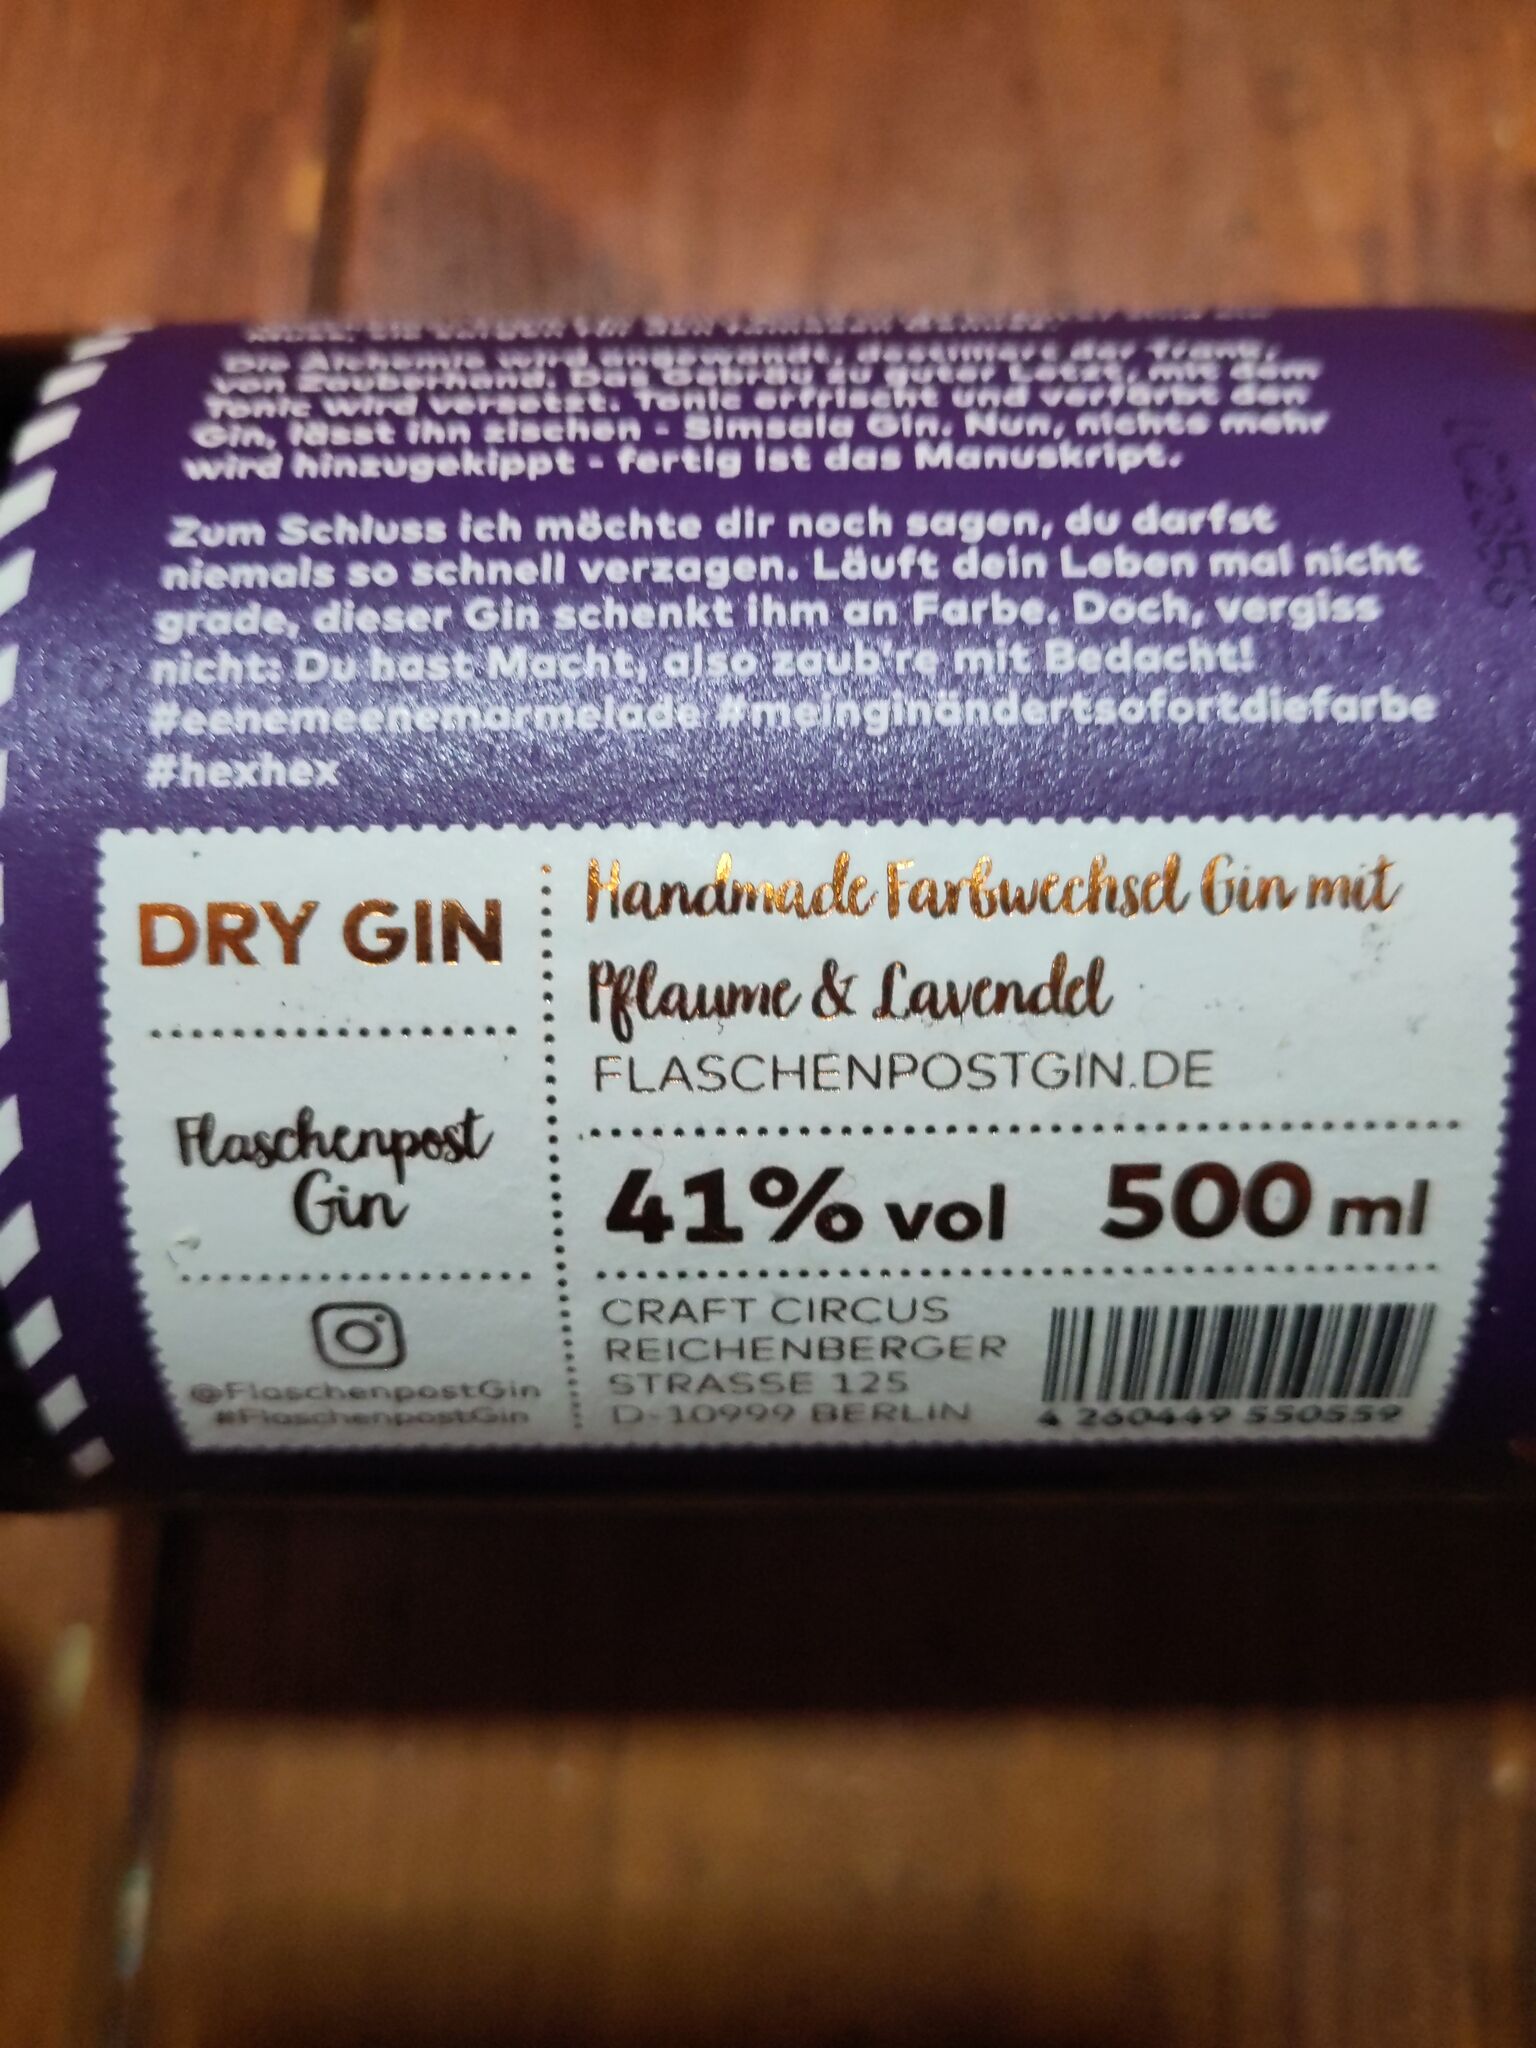 Die Alchemie wird angewandt, destilliert der Trank,
von Zauberhand. Das Gebräu zu guter Letzt, mit dem
Tonic wird versetzt. Tonic erfrischt und verfärbt den
Gin, lässt ihn zischen - Simsala Gin. Nun, nichts mehr
wird hinzugekippt - fertig ist das Manuskript.
Zum Schluss ich möchte dir noch sagen, du darfst
niemals so schnell verzagen. Läuft dein Leben mal nicht
grade, dieser Gin schenkt ihm an Farbe. Doch, vergiss
nicht: Du hast Macht, also zaub're mit Bedacht!
#eenemeenemarmelade #meinginändertsofortdiefarbe
#hexhex
DRY GIN
Flaschenpost
Gin
@FlaschenpostGin
#FlaschenpostGin
Handmade Farbwechsel Gin mit
Pflaume & Lavendel
FLASCHENPOSTGIN.DE
41% vol 500 ml
CRAFT CIRCUS
REICHENBERGER
STRASSE 125
D-10999 BERLIN
4 260449 550559